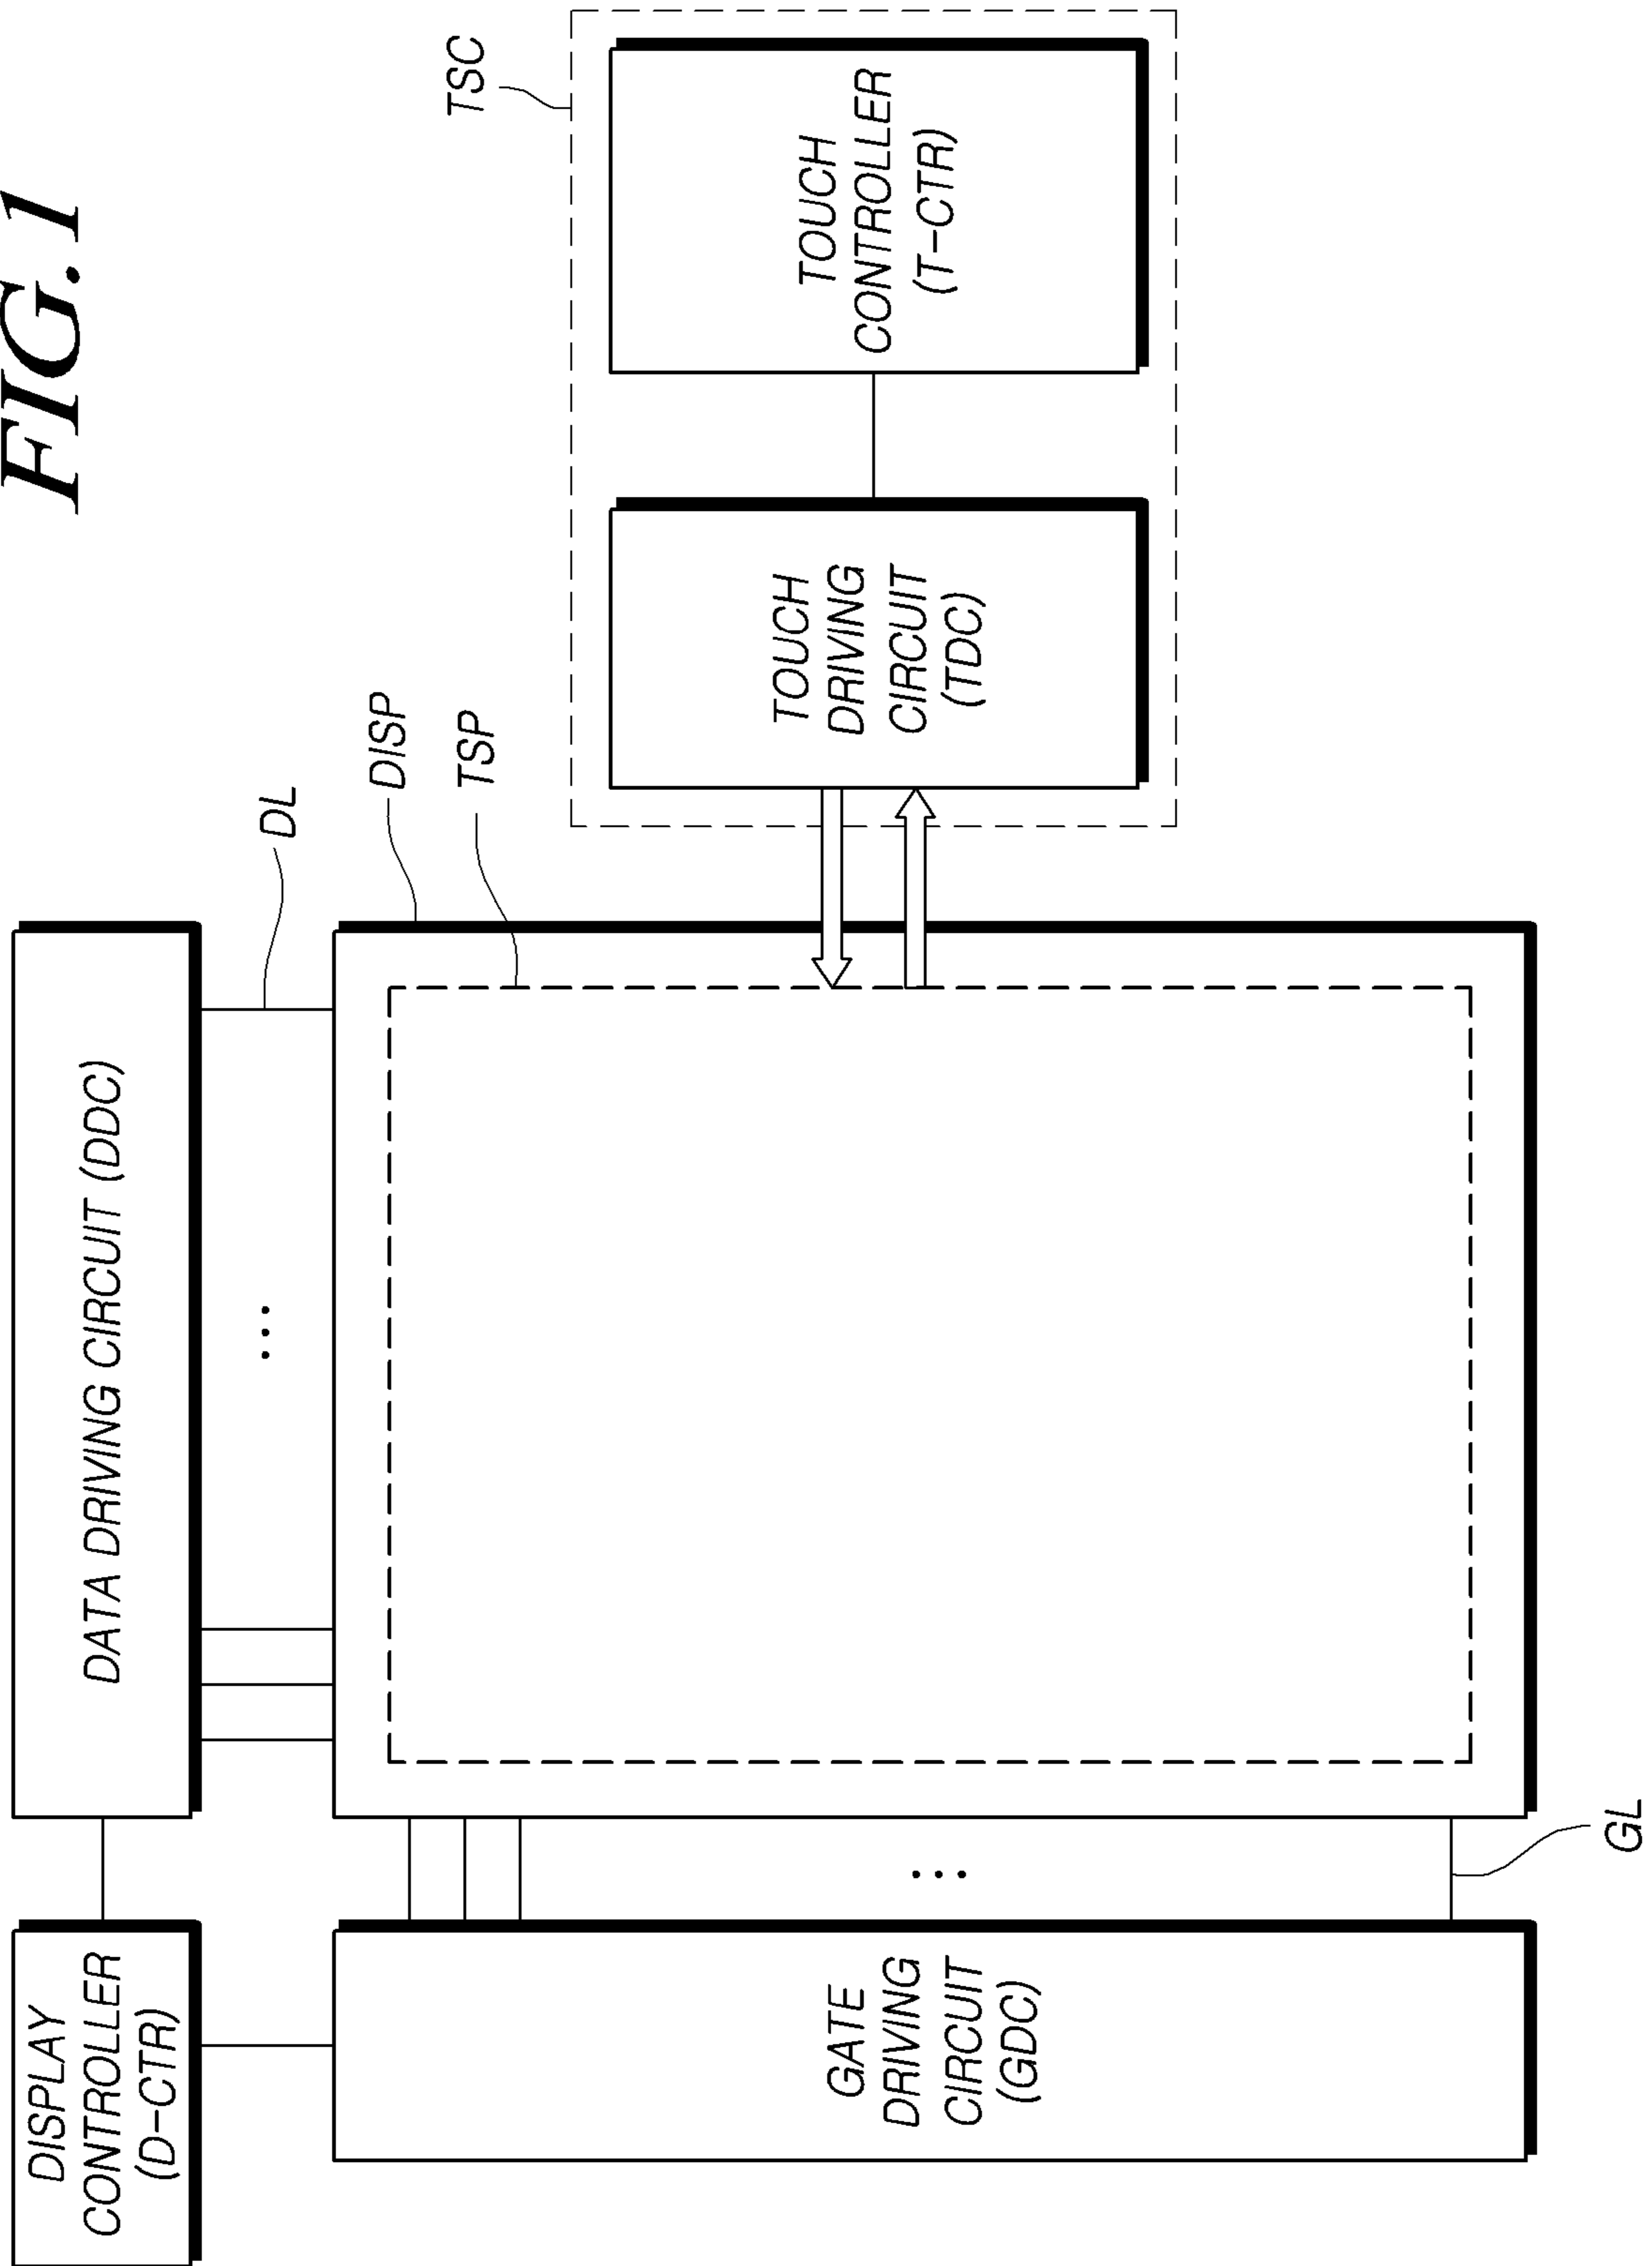 FIG. 1
DISPLAY
CONTROLLER
(D-CTR)
DATA DRIVING CIRCUIT (DDC)
...
DL
DISP
TSP
TSC
GATE
DRIVING
CIRCUIT
(GDC)
...
GL
TOUCH
DRIVING
CIRCUIT
(TDC)
TOUCH
CONTROLLER
(T-CTR)